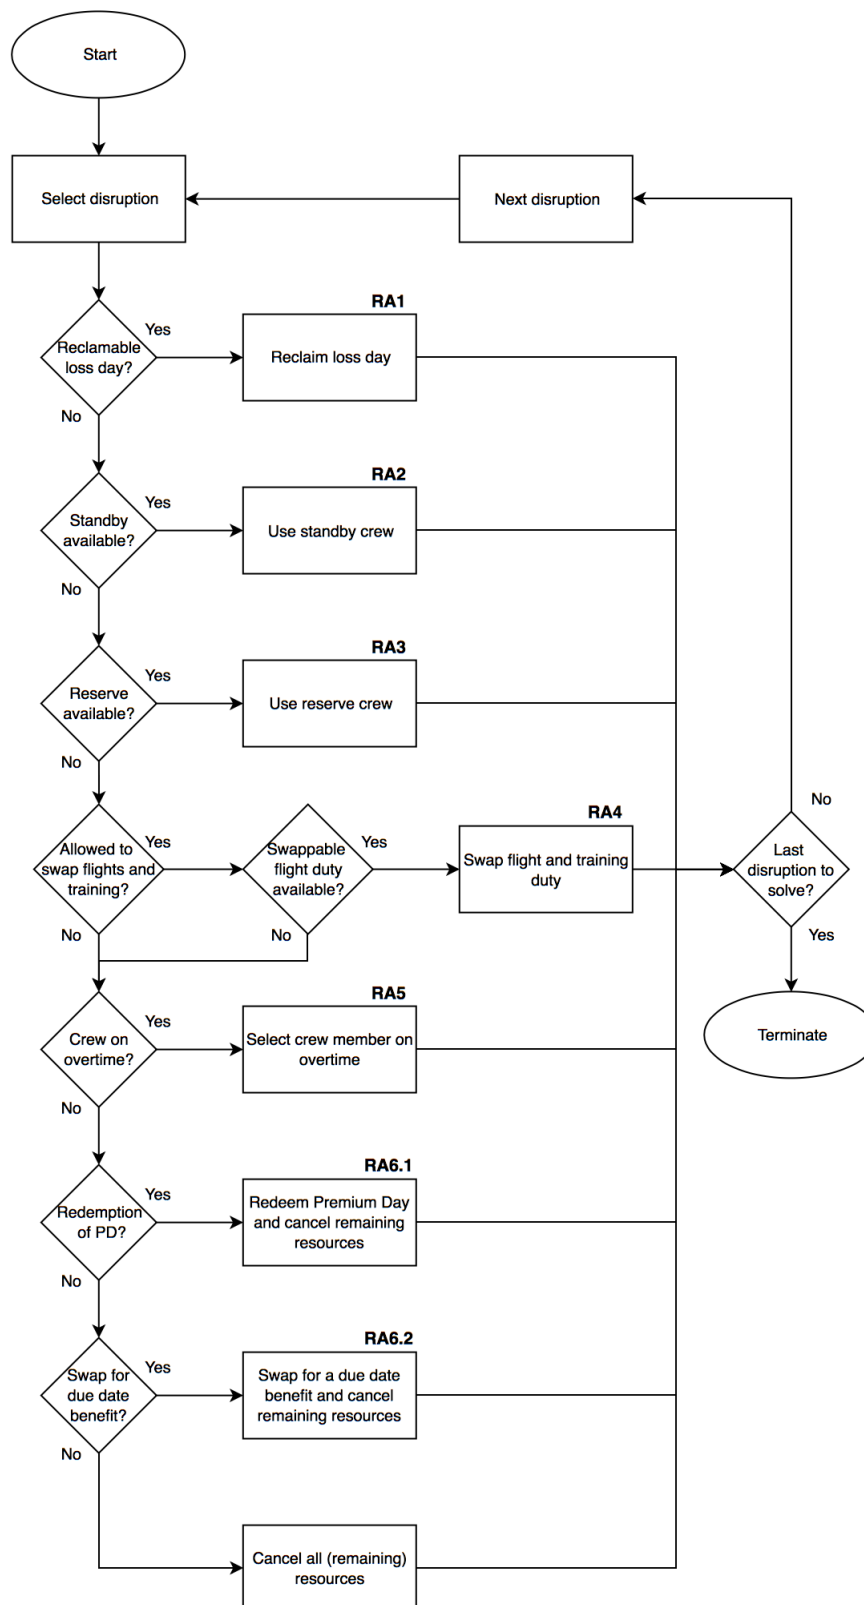 Start
Select disruption
Next disruption
RA1
Yes
Reclamable
loss day?
Reclaim loss day
No
RA2
Yes
Standby
available?
Use standby crew
No
RA3
Yes
Reserve
available?
Use reserve crew
No
RA4
No
Yes
Allowed to
swap flights and
training?
Yes
Swappable
flight duty
available?
Swap flight and training
duty
Last
disruption to
solve?
No
No
Yes
RA5
Yes
Crew on
overtime?
Select crew member on
overtime
Terminate
No
RA6.1
Yes
Redemption
of PD?
Redeem Premium Day
and cancel remaining
resources
No
RA6.2
Yes
Swap for
due date
benefit?
Swap for a due date
benefit and cancel
remaining resources
No
Cancel all (remaining)
resources